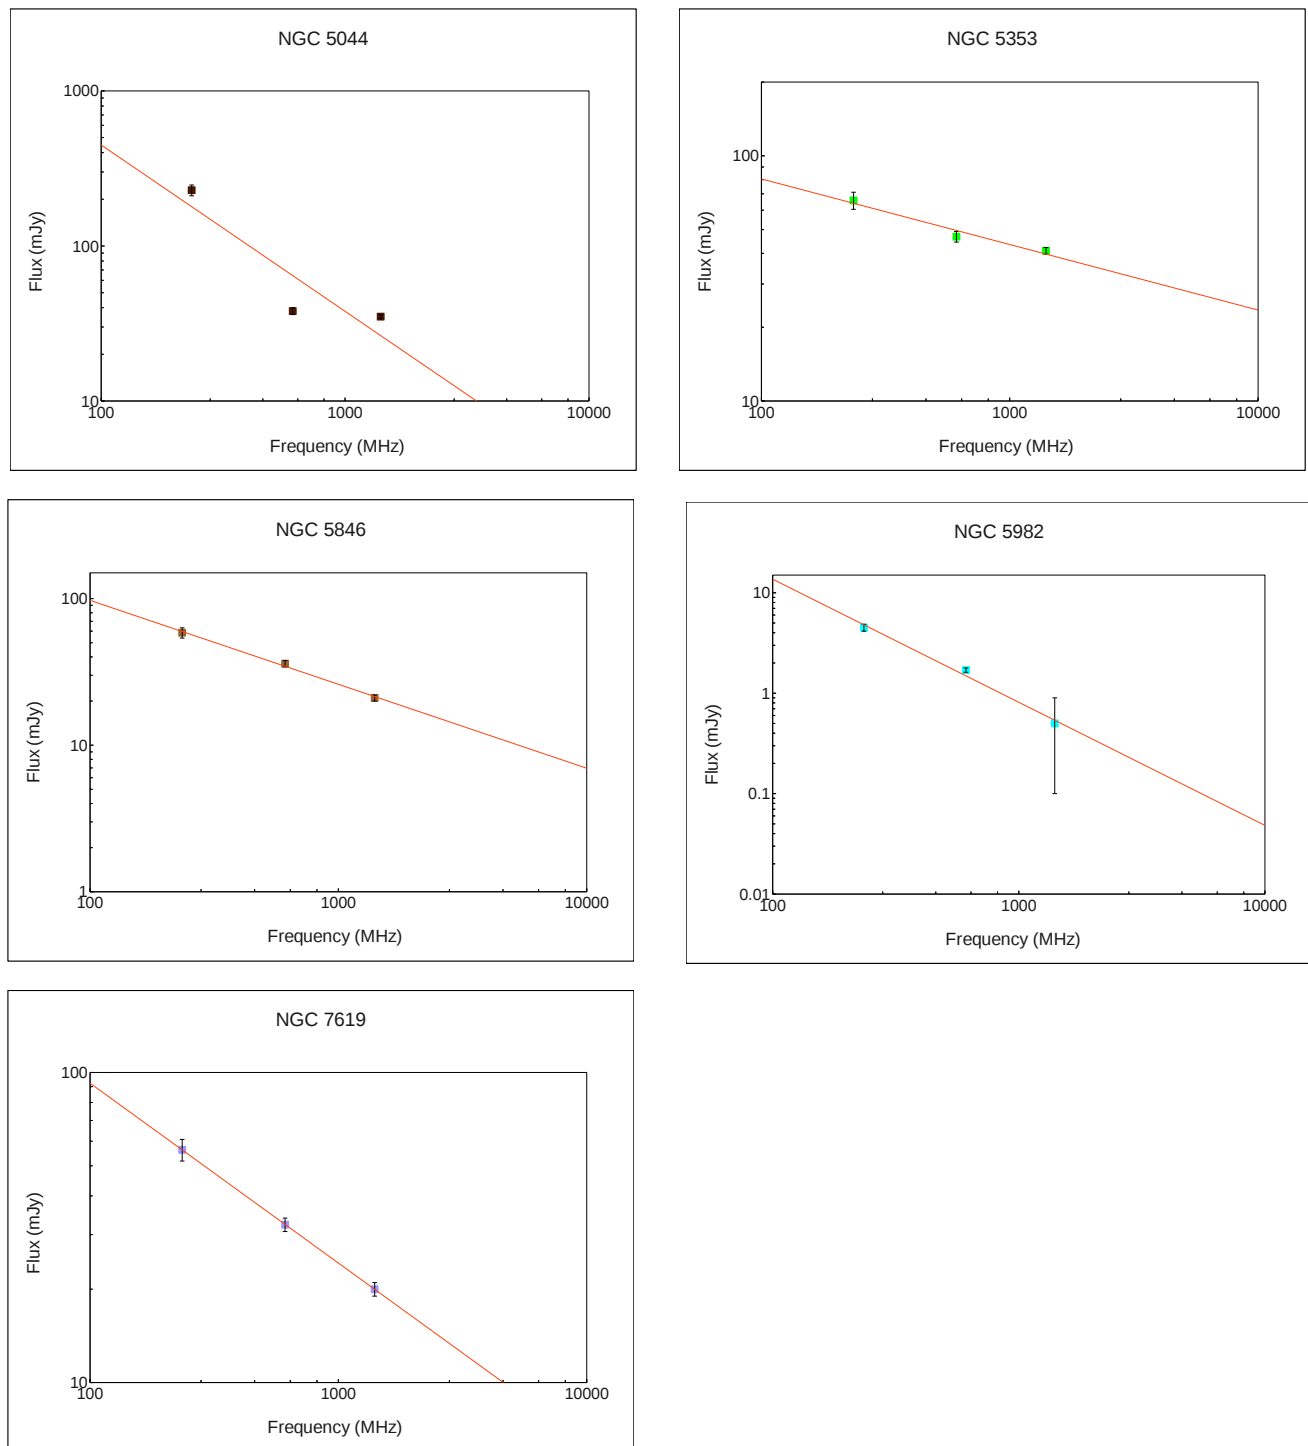 NGC 5044
1000
100
10
100 1000 10000
Flux (mJy)
Frequency (MHz)
NGC 5353
100
10
100 1000 10000
Flux (mJy)
Frequency (MHz)
NGC 5846
100
10
1
100 1000 10000
Flux (mJy)
Frequency (MHz)
NGC 5982
10
1
0.1
0.01
100 1000 10000
Flux (mJy)
Frequency (MHz)
NGC 7619
100
10
100 1000 10000
Flux (mJy)
Frequency (MHz)